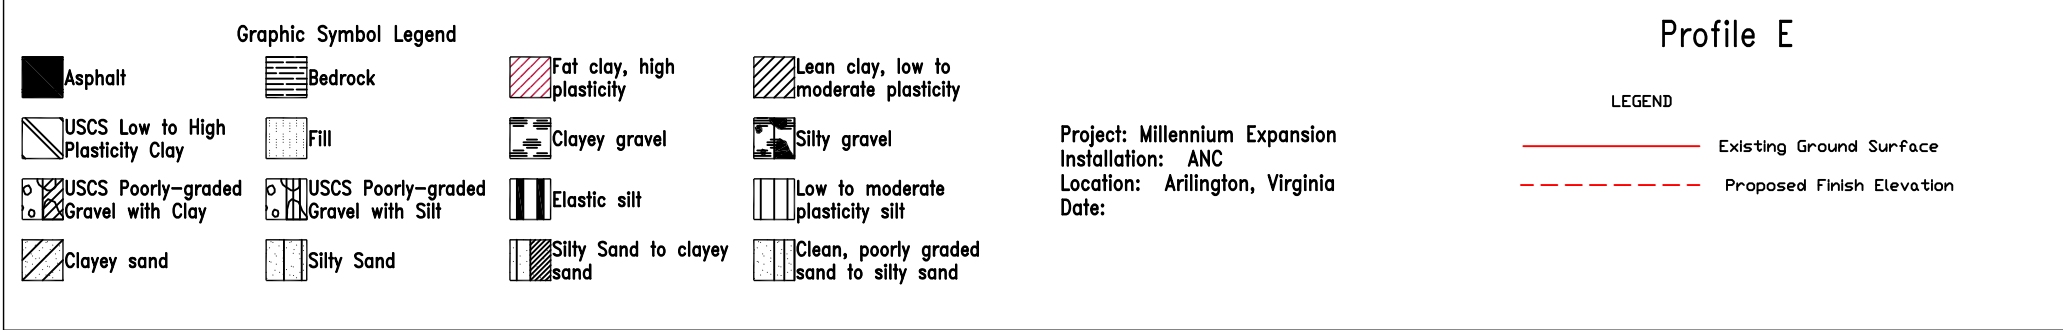 Graphic Symbol Legend
Asphalt
Bedrock
Fat clay, high
plasticity
Lean clay, low to
moderate plasticity
USCS Low to High
Plasticity Clay
Fill
Clayey gravel
Silty gravel
USCS Poorly-graded
Gravel with Clay
USCS Poorly-graded
Gravel with Silt
Elastic silt
Low to moderate
plasticity silt
Clayey sand
Silty Sand
Silty Sand to clayey
sand
Clean, poorly graded
sand to silty sand
Project: Millennium Expansion
Installation: ANC
Location: Arilington, Virginia
Date:
Profile E
LEGEND
Existing Ground Surface
Proposed Finish Elevation